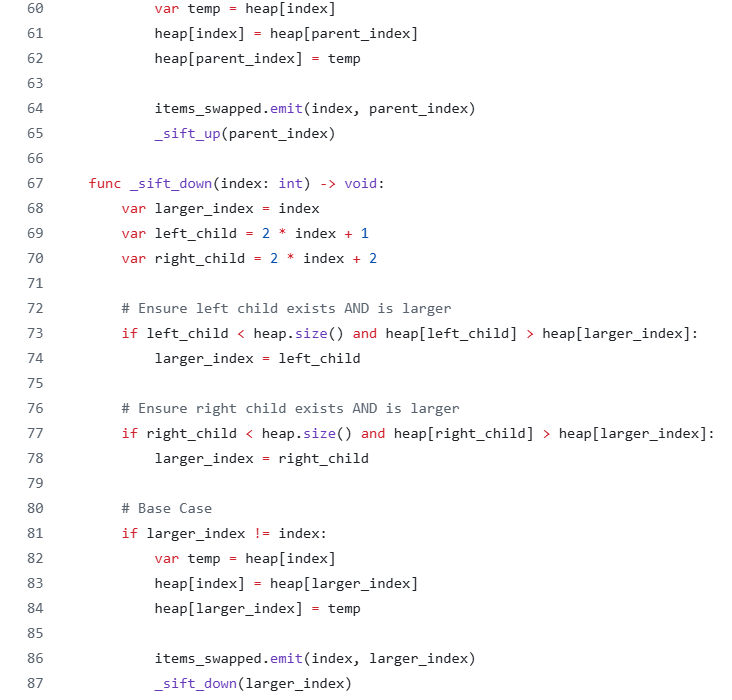 60 var temp = heap[index]
61 heap[index] = heap[parent_index]
62 heap[parent_index] = temp
63
64 items_swapped.emit(index, parent_index)
65 _sift_up(parent_index)
66
67 func _sift_down(index: int) -> void:
68 var larger_index = index
69 var left_child = 2 * index + 1
70 var right_child = 2 * index + 2
71
72 # Ensure left child exists AND is larger
73 if left_child < heap.size() and heap[left_child] > heap[larger_index]:
74 larger_index = left_child
75
76 # Ensure right child exists AND is larger
77 if right_child < heap.size() and heap[right_child] > heap[larger_index]:
78 larger_index = right_child
79
80 # Base Case
81 if larger_index != index:
82 var temp = heap[index]
83 heap[index] = heap[larger_index]
84 heap[larger_index] = temp
85
86 items_swapped.emit(index, larger_index)
87 _sift_down(larger_index)